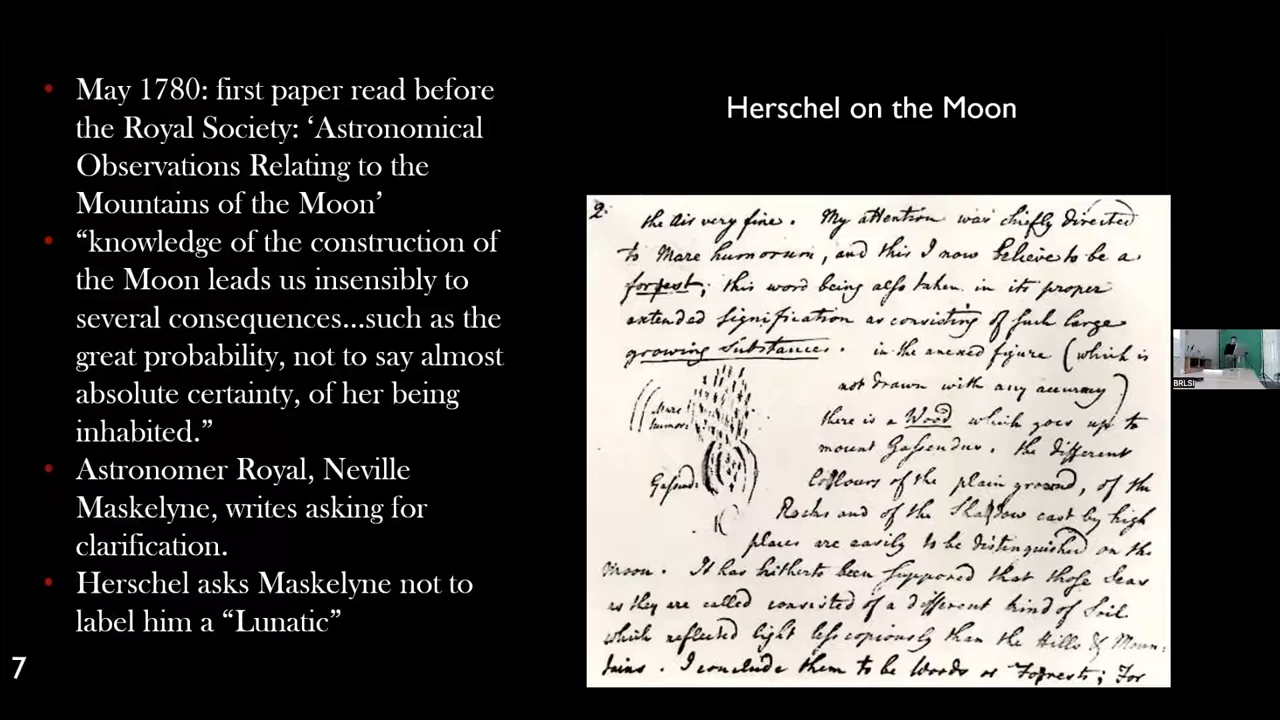 • May 1780: first paper read before
the Royal Society: ‘Astronomical
Observations Relating to the
Mountains of the Moon’
• “knowledge of the construction of
the Moon leads us insensibly to
several consequences...such as the
great probability, not to say almost
absolute certainty, of her being
inhabited.”
• Astronomer Royal, Neville
Maskelyne, writes asking for
clarification.
• Herschel asks Maskelyne not to
label him a “Lunatic”
7
Herschel on the Moon
2.
the air very fine. My attention was chiefly directed
to Mare humorum, and this I now believe to be a
forrest; this word being also taken in its proper
extended signification as consisting of such large
growing substances. in the anexed figure (which is
not drawn with any accuracy)
there is a Wood which goes up to
mount Gassendus. the different
Collours of the plain ground, of the
Rocks and of the Shadow cast by high
places are easily to be distinguished on the
moon. It has hitherto been supposed that those Seas
as they are called consisted of a different kind of Soil
which reflected light less copiously than the Hills & Moun-
tains. I conclude them to be Woods or Forrests; For
Mare
Gassend.
BRLSI